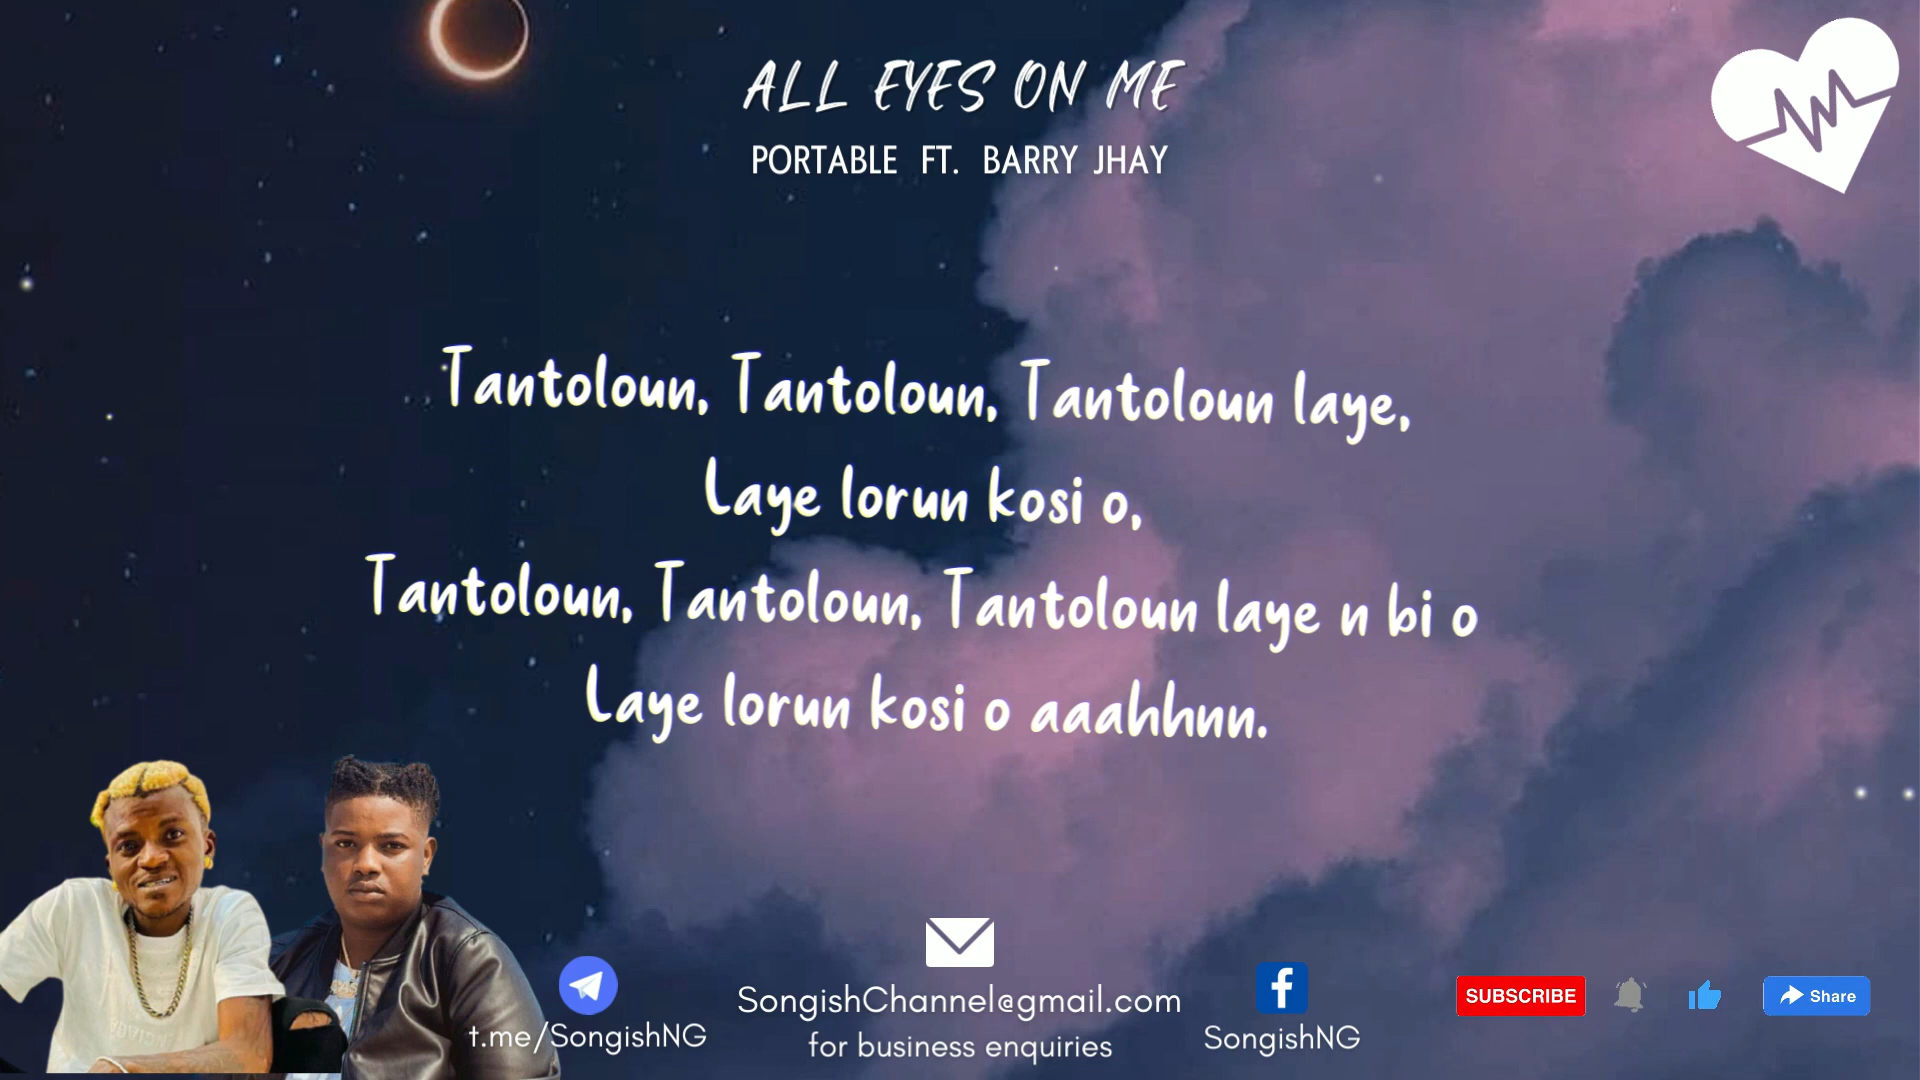 ALL EYES ON ME
PORTABLE FT. BARRY JHAY
Tantoloun, Tantoloun, Tantoloun laye,
Laye lorun kosi o,
Tantoloun, Tantoloun, Tantoloun laye n bi o
Laye lorun kosi o aaahhnn.
t.me/SongishNG
SongishChannel@gmail.com
for business enquiries
SongishNG
SUBSCRIBE
Share